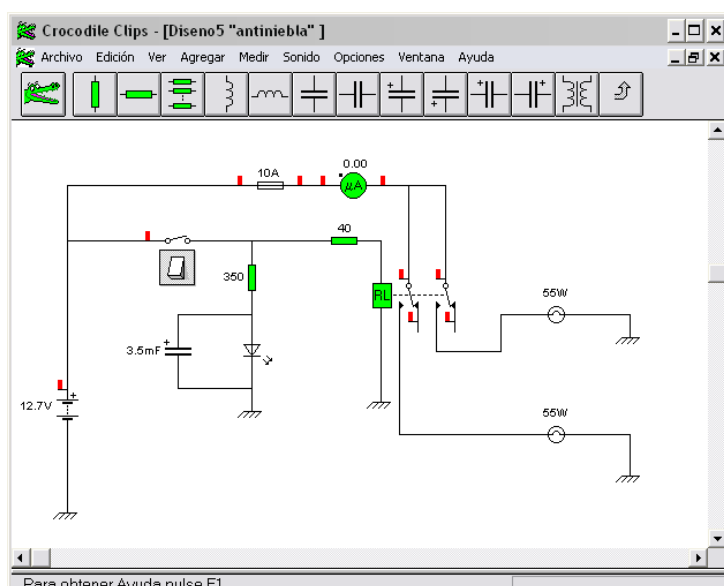 Crocodile Clips - [Diseno5 "antiniebla" ]
Archivo Edición Ver Agregar Medir Sonido Opciones Ventana Ayuda
0.00
10A
µA
40
350
RL
55W
3.5mF
12.7V
55W
Para obtener Ayuda pulse F1